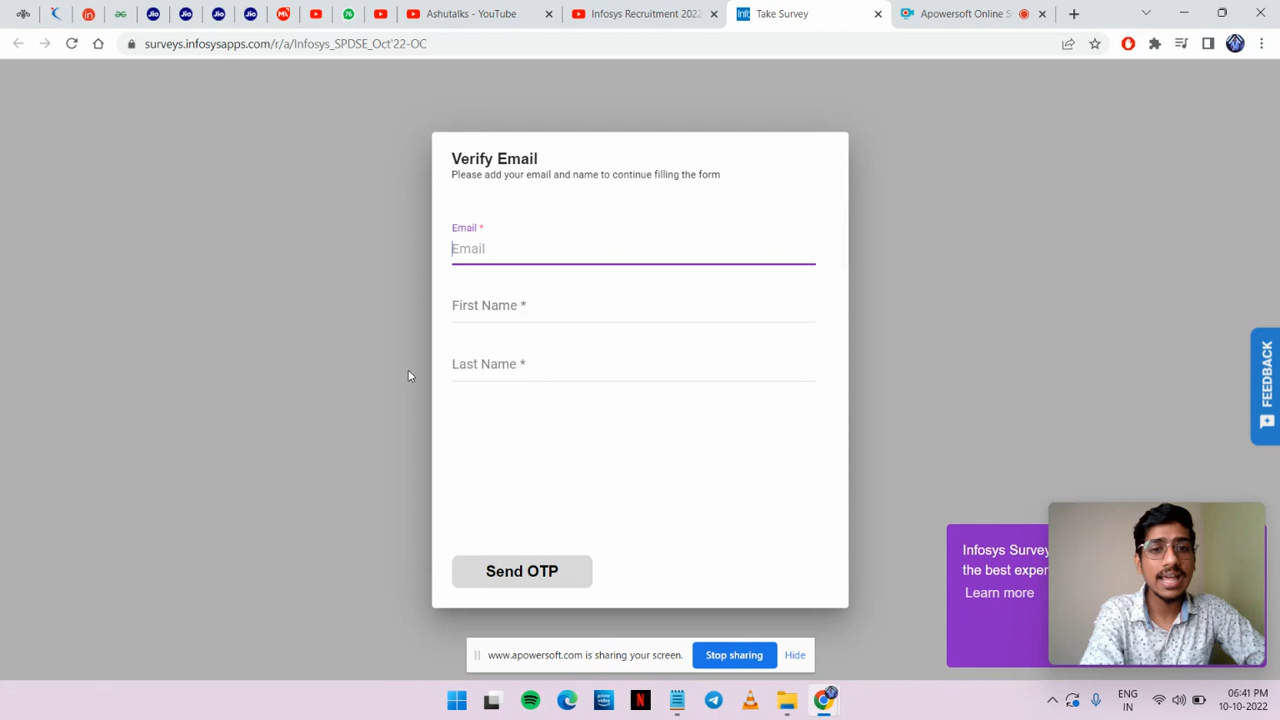 Ashutalks - YouTube
Infosys Recruitment 2022
Take Survey
Apowersoft Online S
surveys.infosysapps.com/r/a/Infosys_SPDSE_Oct'22-OC
Verify Email
Please add your email and name to continue filling the form
Email *
Email
First Name *
Last Name *
Send OTP
FEEDBACK
Infosys Survey
the best exper
Learn more
www.apowersoft.com is sharing your screen.
Stop sharing
Hide
ENG
IN
06:41 PM
10-10-2022